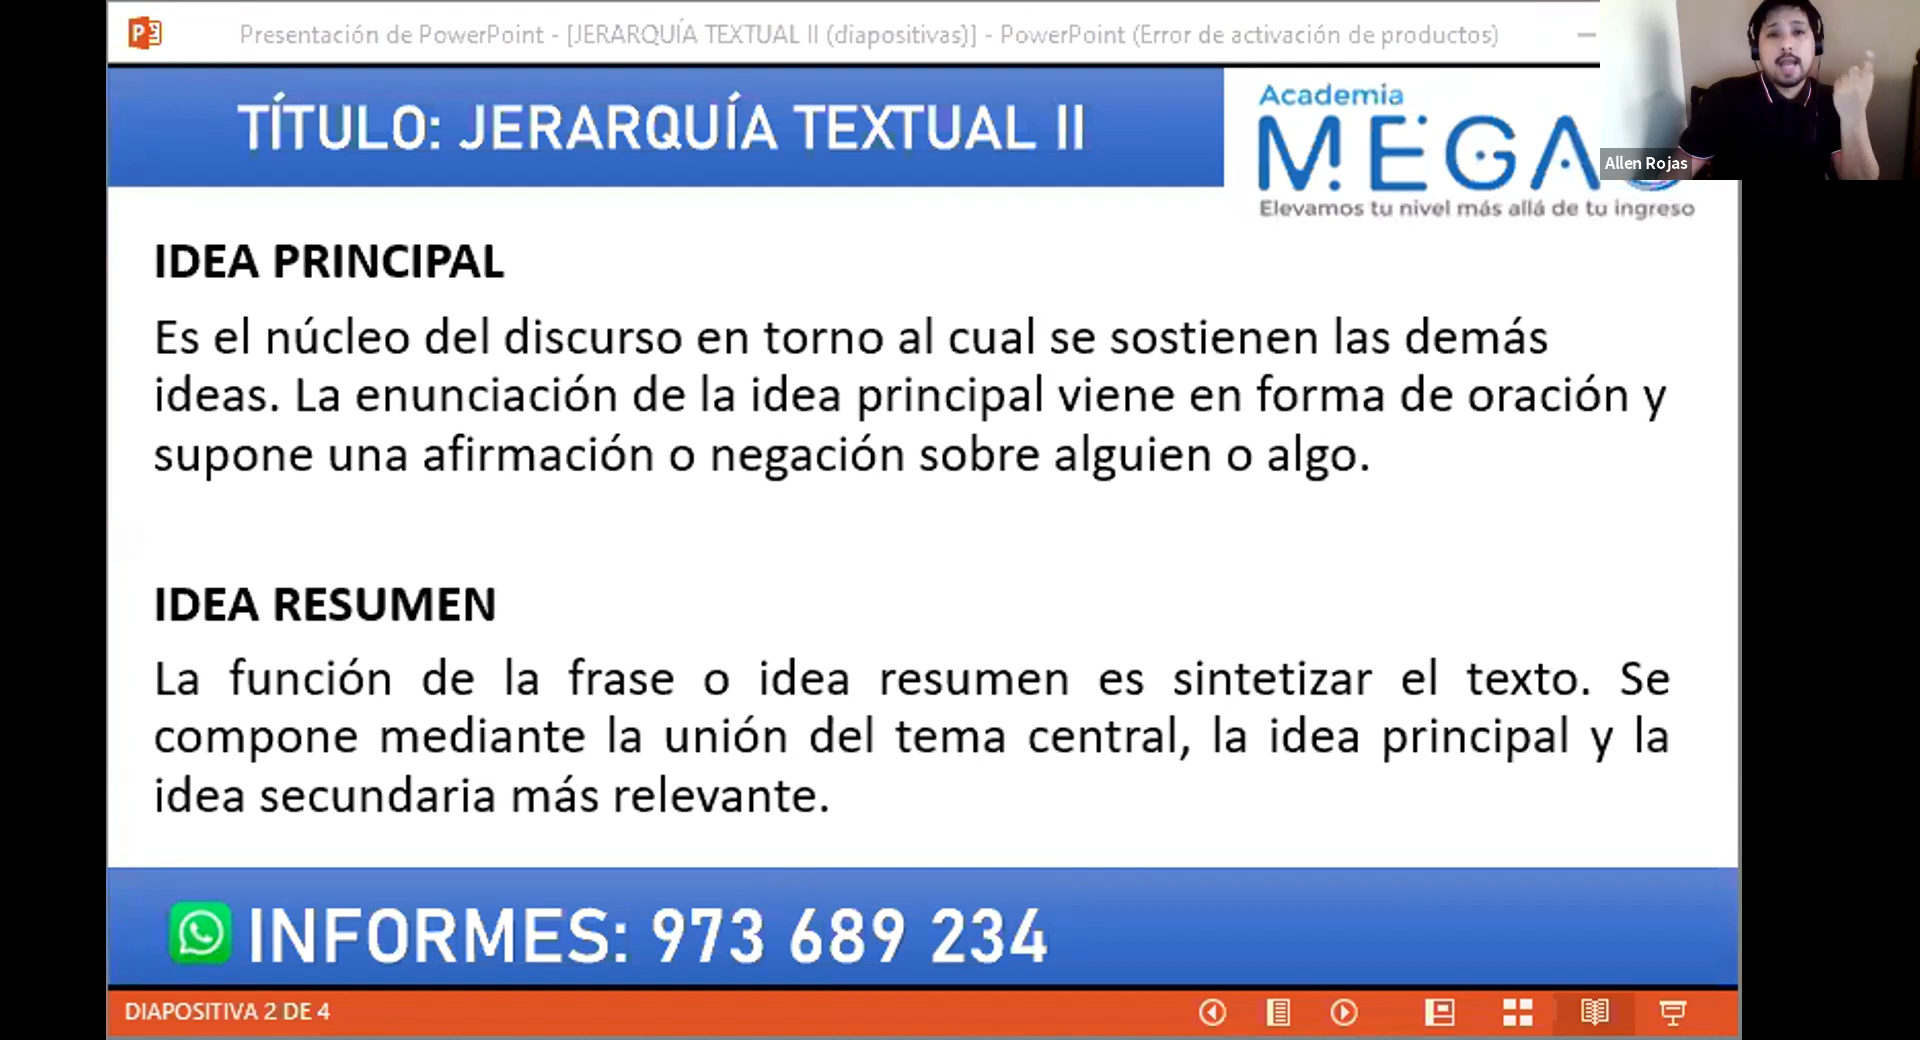 Presentación de PowerPoint - [JERARQUÍA TEXTUAL II (diapositivas)] - PowerPoint (Error de activación de productos)
TÍTULO: JERARQUÍA TEXTUAL II
Academia
MEGA
Elevamos tu nivel más allá de tu ingreso
Allen Rojas
IDEA PRINCIPAL
Es el núcleo del discurso en torno al cual se sostienen las demás
ideas. La enunciación de la idea principal viene en forma de oración y
supone una afirmación o negación sobre alguien o algo.
IDEA RESUMEN
La función de la frase o idea resumen es sintetizar el texto. Se
compone mediante la unión del tema central, la idea principal y la
idea secundaria más relevante.
INFORMES: 973 689 234
DIAPOSITIVA 2 DE 4